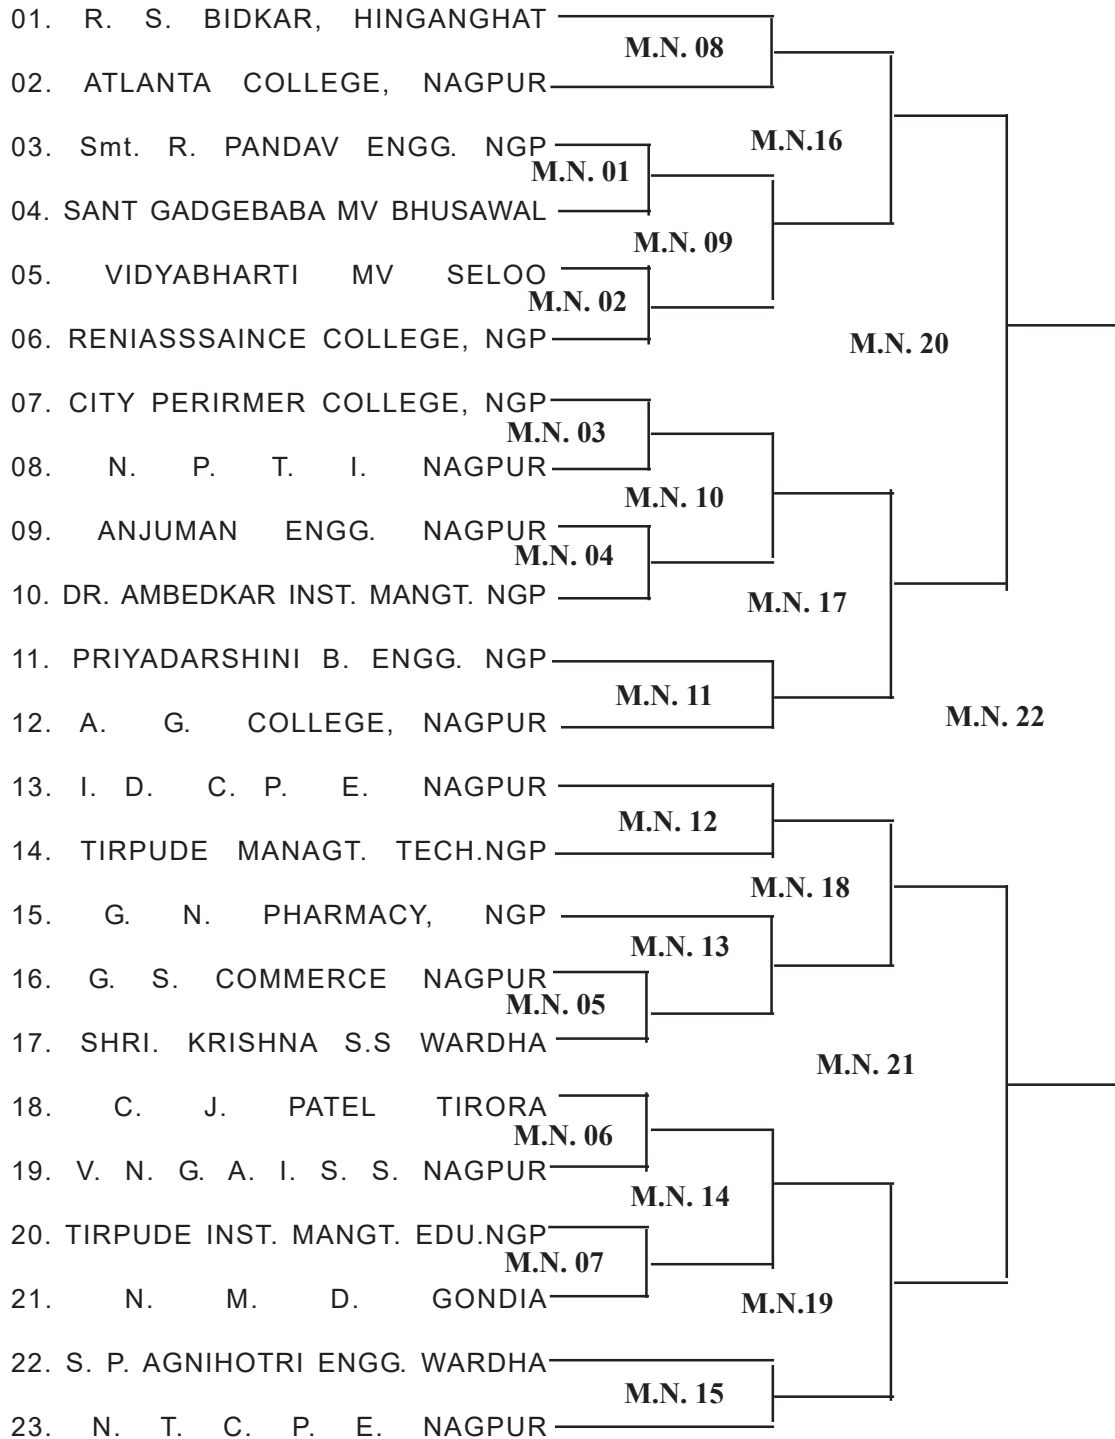 01. R. S. BIDKAR, HINGANGHAT
M.N. 08
02. ATLANTA COLLEGE, NAGPUR
M.N.16
03. Smt. R. PANDAV ENGG. NGP
M.N. 01
04. SANT GADGEBABA MV BHUSAWAL
M.N. 09
05. VIDYABHARTI MV SELOO
M.N. 02
06. RENIASSSAINCE COLLEGE, NGP
M.N. 20
07. CITY PERIRMER COLLEGE, NGP
M.N. 03
08. N. P. T. I. NAGPUR
M.N. 10
09. ANJUMAN ENGG. NAGPUR
M.N. 04
10. DR. AMBEDKAR INST. MANGT. NGP
M.N. 17
11. PRIYADARSHINI B. ENGG. NGP
M.N. 11
12. A. G. COLLEGE, NAGPUR
M.N. 22
13. I. D. C. P. E. NAGPUR
M.N. 12
14. TIRPUDE MANAGT. TECH.NGP
M.N. 18
15. G. N. PHARMACY, NGP
M.N. 13
16. G. S. COMMERCE NAGPUR
M.N. 05
17. SHRI. KRISHNA S.S WARDHA
M.N. 21
18. C. J. PATEL TIRORA
M.N. 06
19. V. N. G. A. I. S. S. NAGPUR
M.N. 14
20. TIRPUDE INST. MANGT. EDU.NGP
M.N. 07
21. N. M. D. GONDIA
M.N.19
22. S. P. AGNIHOTRI ENGG. WARDHA
M.N. 15
23. N. T. C. P. E. NAGPUR